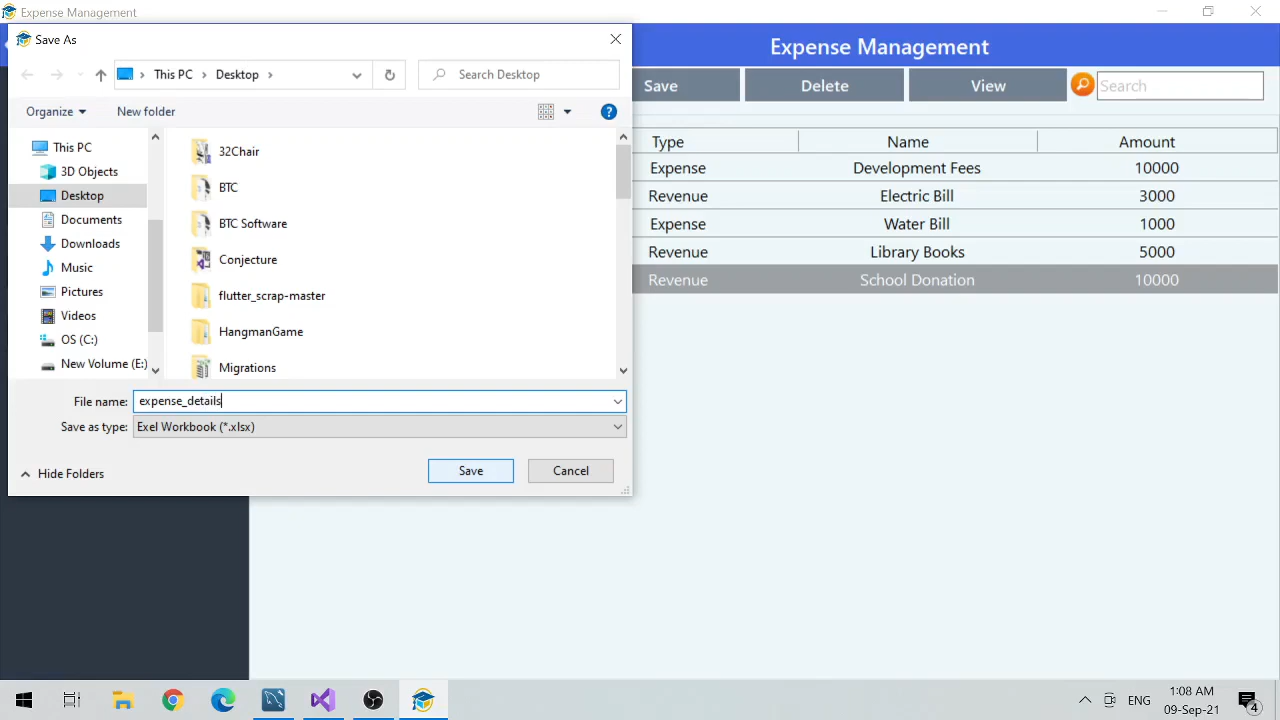 Expense Management
Save As
This PC
Desktop
Search Desktop
Organize
New folder
This PC
3D Objects
Desktop
Documents
Downloads
Music
Pictures
Videos
OS (C:)
New Volume (E:)
32Chair
BTC
BTC Software
Conjecture
flutter_scrap-master
HangmanGame
Migrations
File name: expense_details
Save as type: Exel Workbook (*.xlsx)
Hide Folders
Save
Cancel
Expense Management
Save Delete View Search
Type Name Amount
Expense Development Fees 10000
Revenue Electric Bill 3000
Expense Water Bill 1000
Revenue Library Books 5000
Revenue School Donation 10000
ENG
1:08 AM
09-Sep-21
4